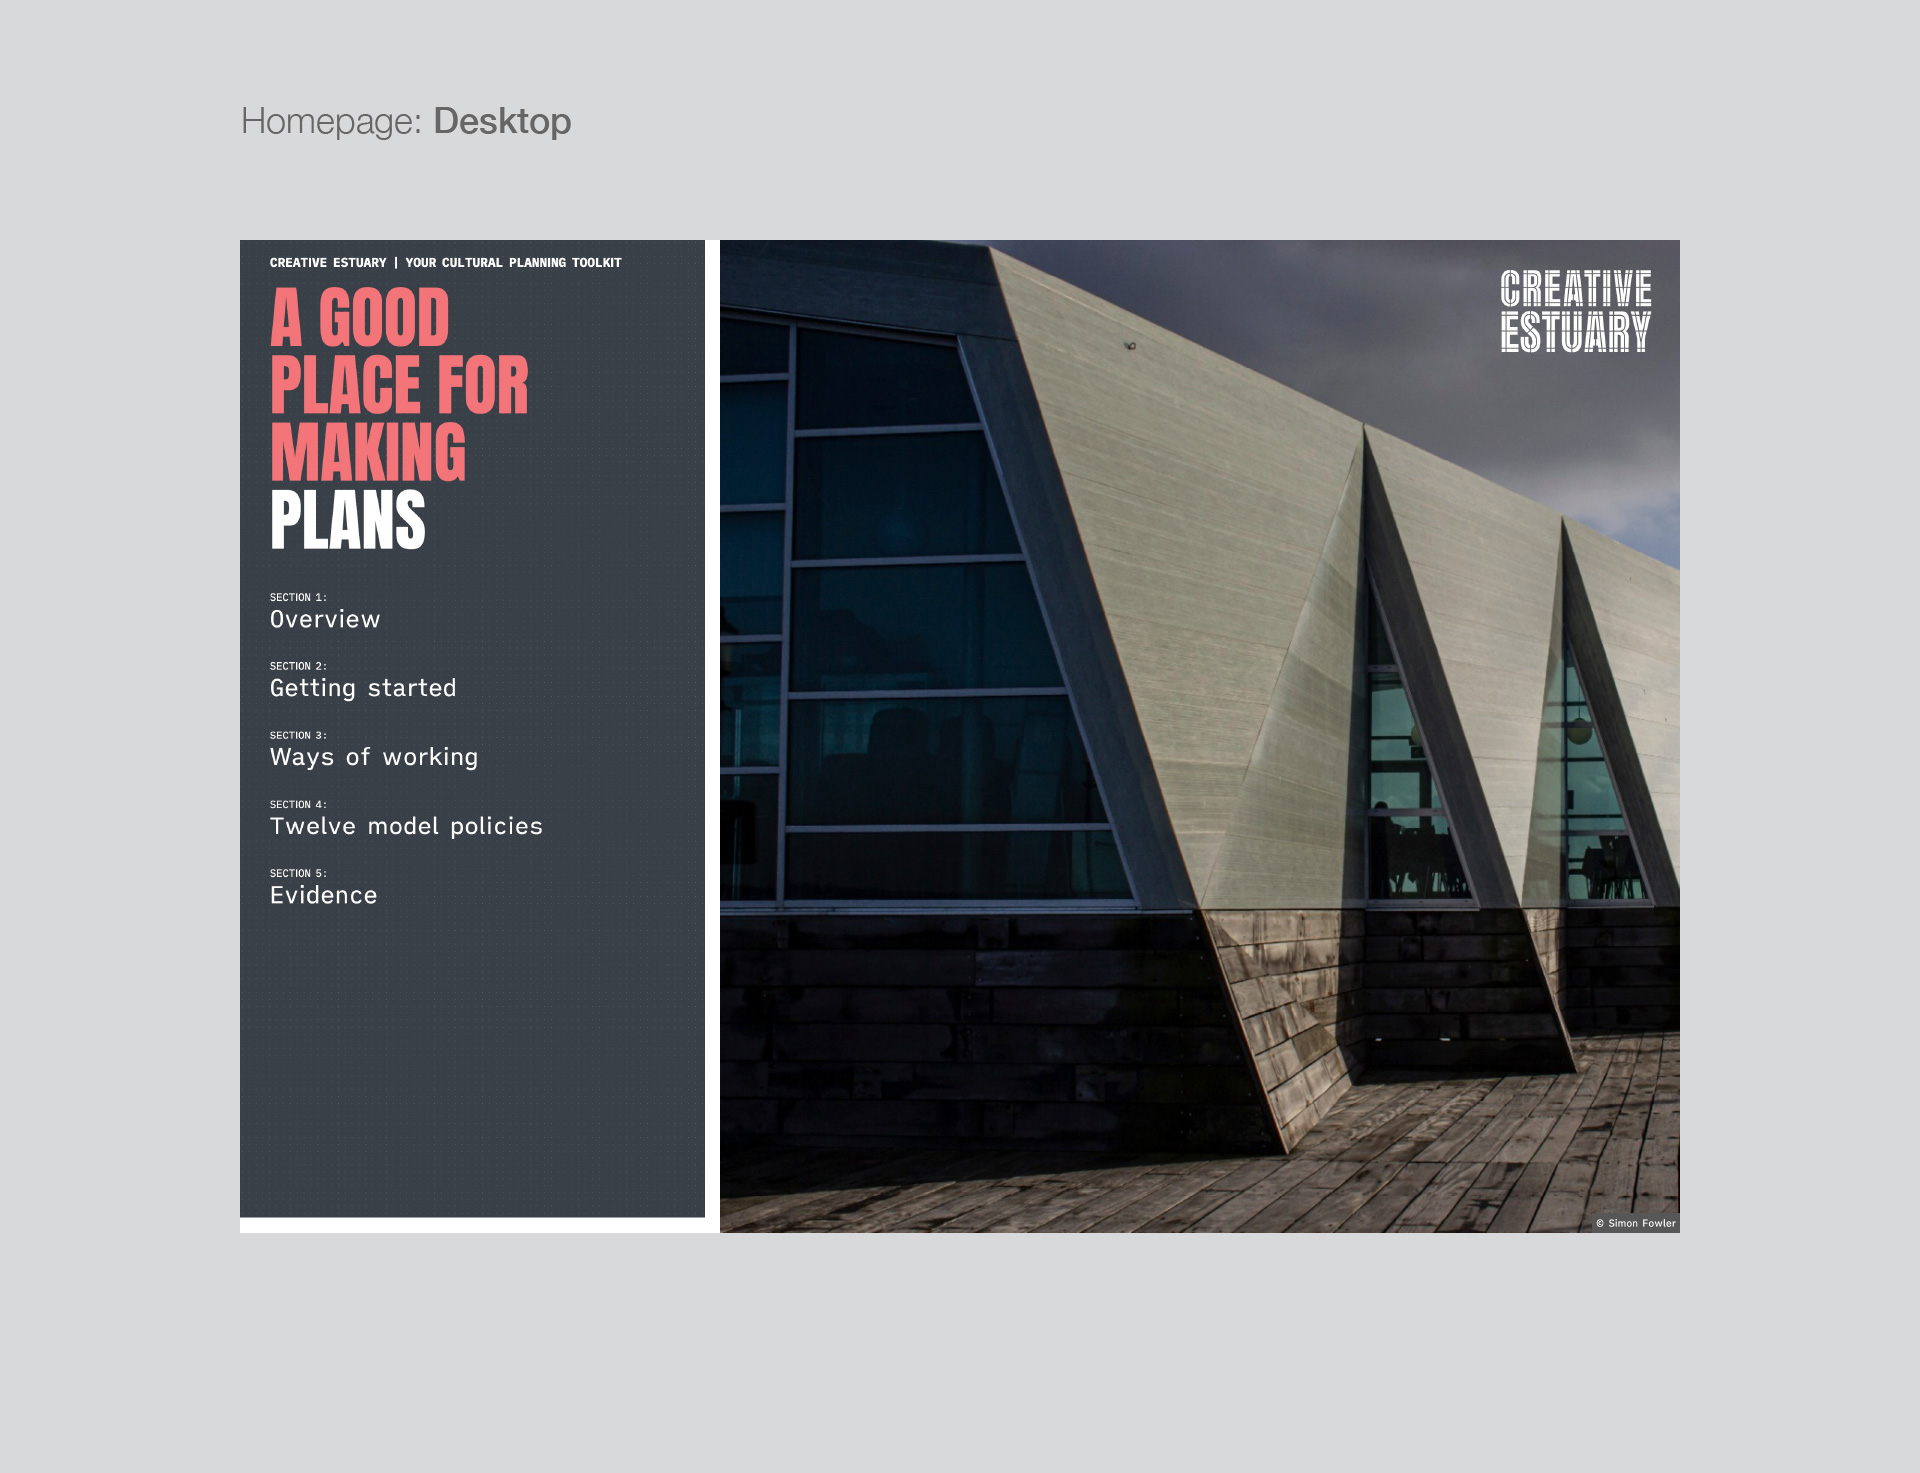 Homepage: Desktop
CREATIVE ESTUARY | YOUR CULTURAL PLANNING TOOLKIT
A GOOD
PLACE FOR
MAKING
PLANS
SECTION 1:
Overview
SECTION 2:
Getting started
SECTION 3:
Ways of working
SECTION 4:
Twelve model policies
SECTION 5:
Evidence
CREATIVE
ESTUARY
© Simon Fowler